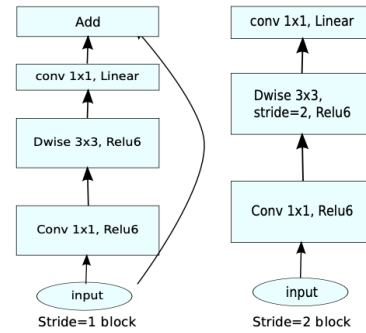 Add
conv 1x1, Linear
Dwise 3x3, Relu6
Conv 1x1, Relu6
input
Stride=1 block
conv 1x1, Linear
Dwise 3x3,
stride=2, Relu6
Conv 1x1, Relu6
input
Stride=2 block